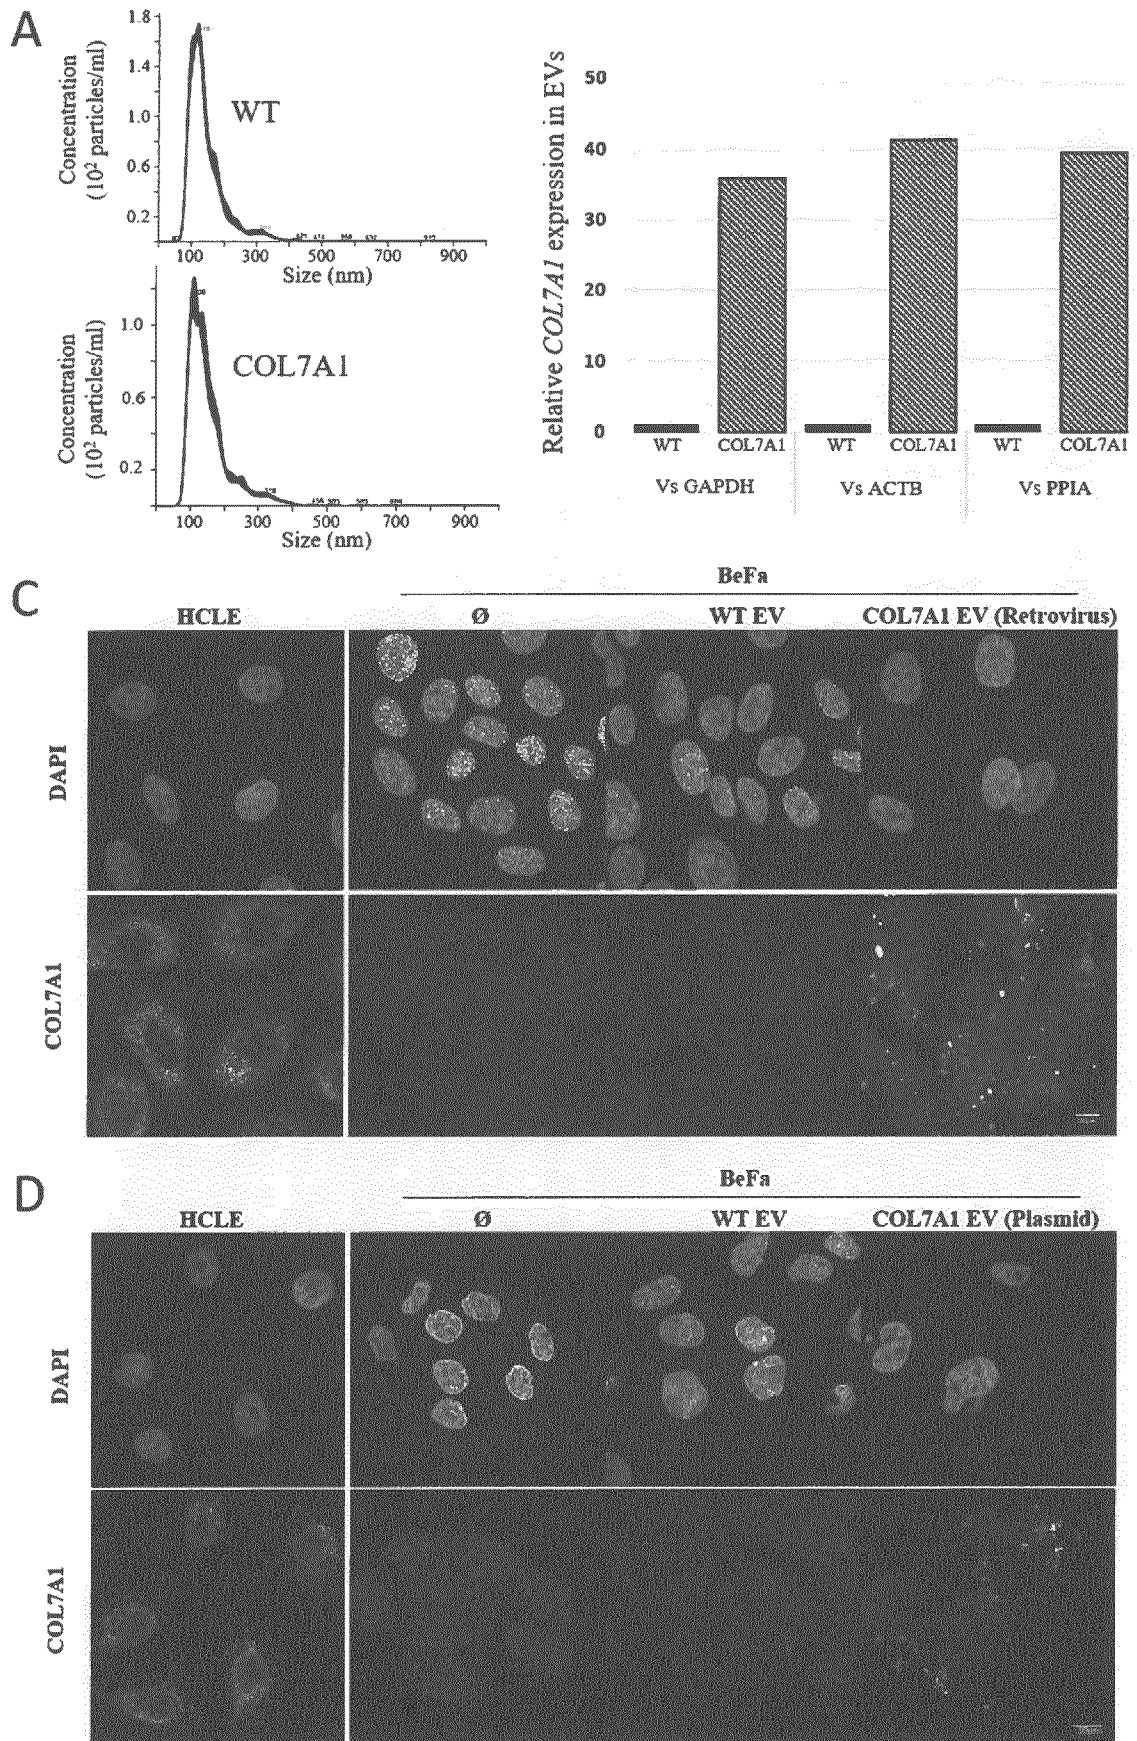 A
Concentration
(10² particles/ml)
1.8
1.4
1.0
0.6
0.2
WT
100 300 500 700 900
Size (nm)
Concentration
(10² particles/ml)
1.0
0.6
0.2
COL7A1
100 300 500 700 900
Size (nm)
Relative COL7A1 expression in EVs
50
40
30
20
10
0
WT COL7A1 WT COL7A1 WT COL7A1
Vs GAPDH Vs ACTB Vs PPIA
C
BeFa
HCLE Ø WT EV COL7A1 EV (Retrovirus)
DAPI
COL7A1
D
BeFa
HCLE Ø WT EV COL7A1 EV (Plasmid)
DAPI
COL7A1